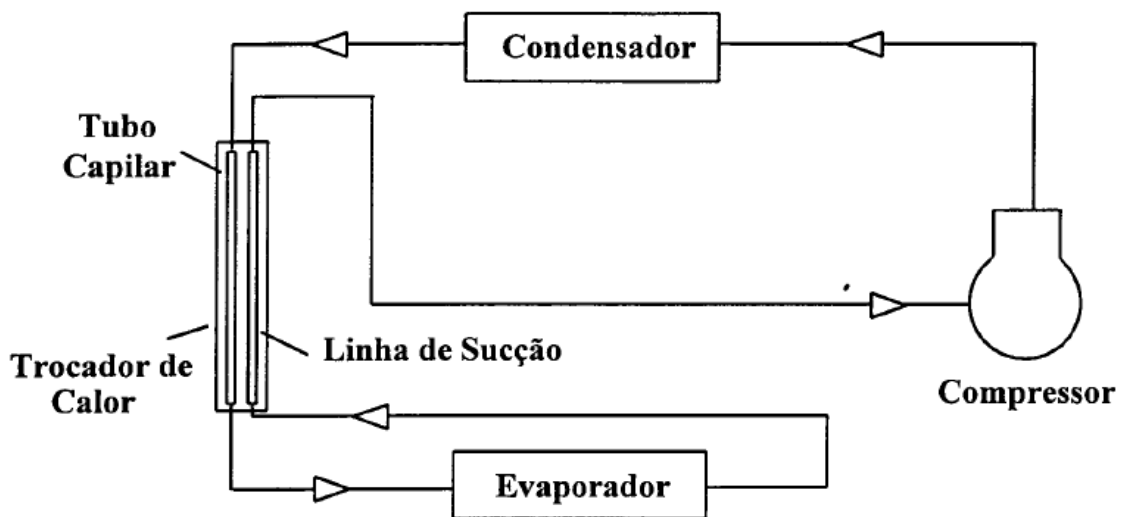 Condensador
Tubo
Capilar
Linha de Sucção
Trocador de
Calor
Compressor
Evaporador